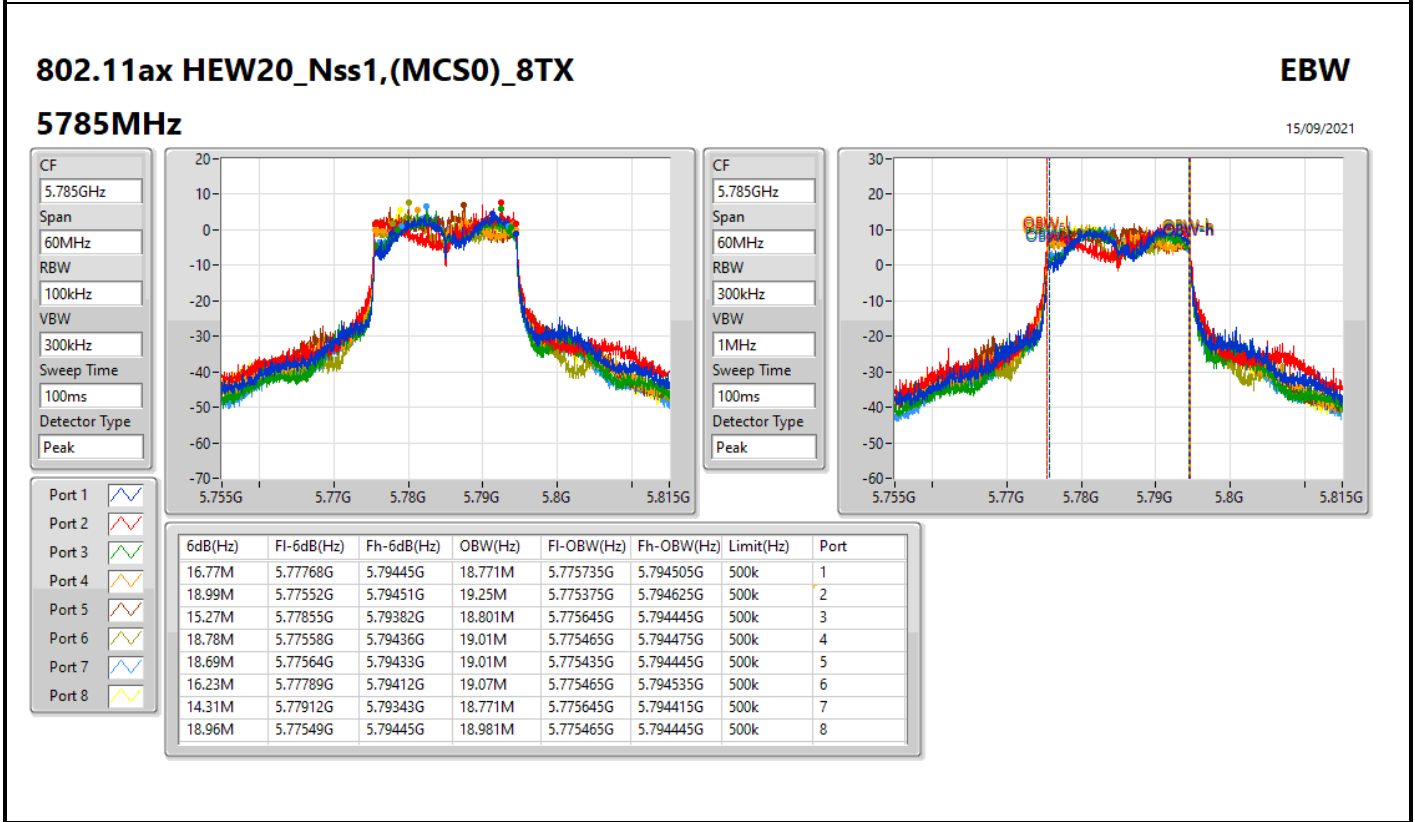 802.11ax HEW20_Nss1,(MCS0)_8TX EBW
5785MHz 15/09/2021
CF
5.785GHz
Span
60MHz
RBW
100kHz
VBW
300kHz
Sweep Time
100ms
Detector Type
Peak
20
10
0
-10
-20
-30
-40
-50
-60
-70
5.755G 5.77G 5.78G 5.79G 5.8G 5.815G
CF
5.785GHz
Span
60MHz
RBW
300kHz
VBW
1MHz
Sweep Time
100ms
Detector Type
Peak
30
20
10
0
-10
-20
-30
-40
-50
-60
OBW-h
5.755G 5.77G 5.78G 5.79G 5.8G 5.815G
Port 1
Port 2
Port 3
Port 4
Port 5
Port 6
Port 7
Port 8
6dB(Hz) Fl-6dB(Hz) Fh-6dB(Hz) OBW(Hz) Fl-OBW(Hz) Fh-OBW(Hz) Limit(Hz) Port
16.77M 5.77768G 5.79445G 18.771M 5.775735G 5.794505G 500k 1
18.99M 5.77552G 5.79451G 19.25M 5.775375G 5.794625G 500k 2
15.27M 5.77855G 5.79382G 18.801M 5.775645G 5.794445G 500k 3
18.78M 5.77558G 5.79436G 19.01M 5.775465G 5.794475G 500k 4
18.69M 5.77564G 5.79433G 19.01M 5.775435G 5.794445G 500k 5
16.23M 5.77789G 5.79412G 19.07M 5.775465G 5.794535G 500k 6
14.31M 5.77912G 5.79343G 18.771M 5.775645G 5.794415G 500k 7
18.96M 5.77549G 5.79445G 18.981M 5.775465G 5.794445G 500k 8